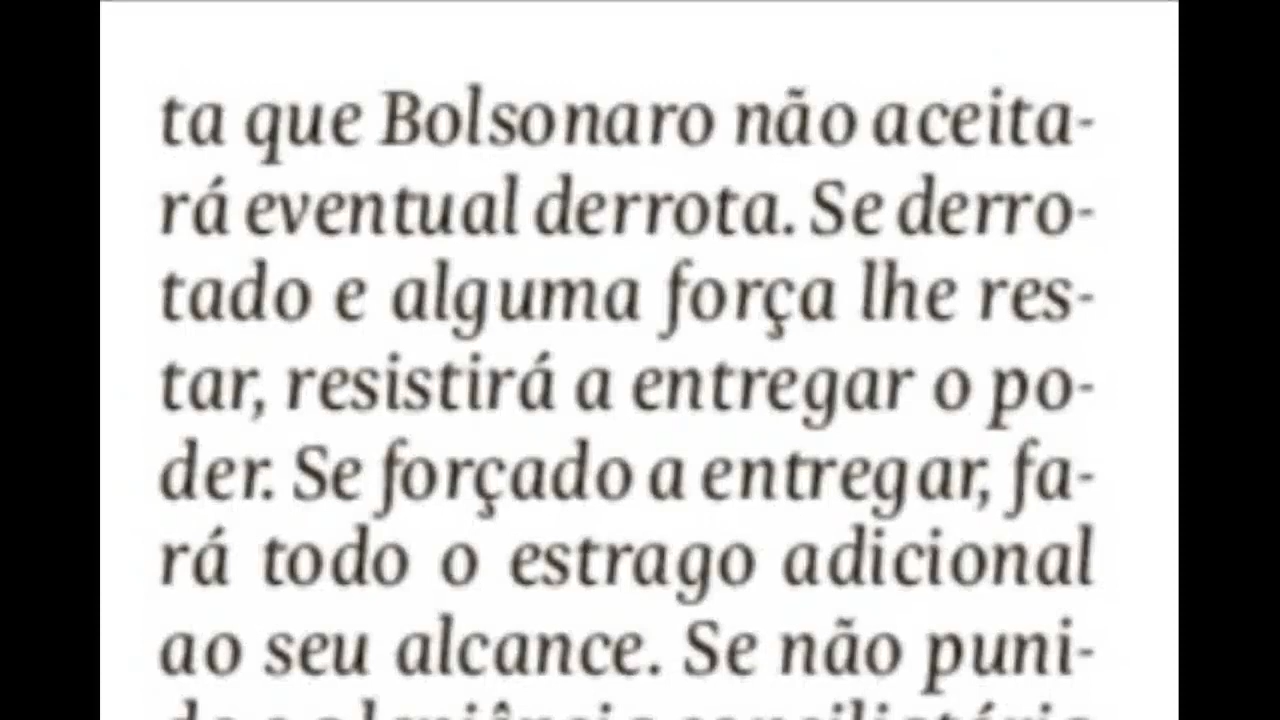 ta que Bolsonaro não aceita-
rá eventual derrota. Se derro-
tado e alguma força lhe res-
tar, resistirá a entregar o po-
der. Se forçado a entregar, fa-
rá todo o estrago adicional
ao seu alcance. Se não puni-